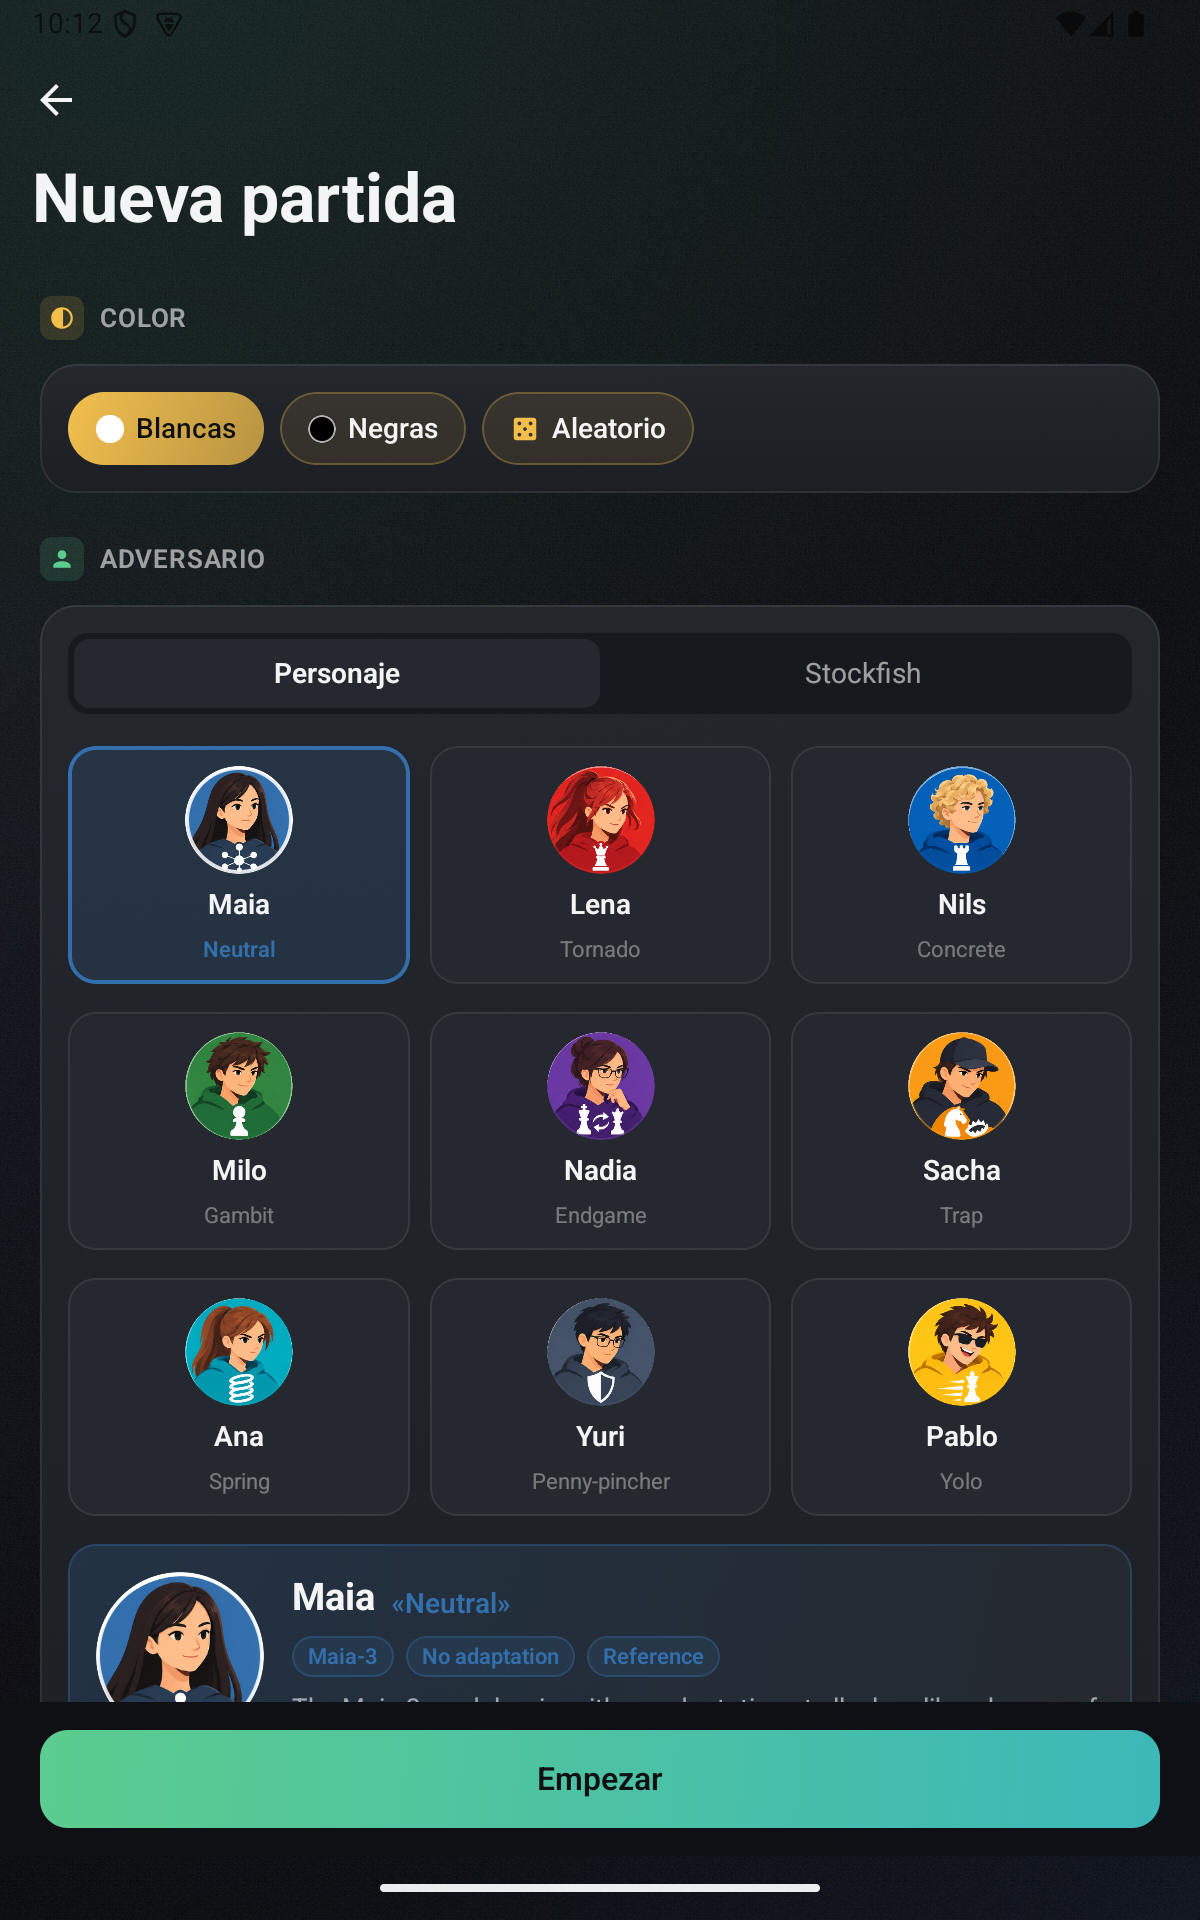 10:12
Nueva partida
COLOR
Blancas
Negras
Aleatorio
ADVERSARIO
Personaje
Stockfish
Maia
Neutral
Lena
Tornado
Nils
Concrete
Milo
Gambit
Nadia
Endgame
Sacha
Trap
Ana
Spring
Yuri
Penny-pincher
Pablo
Yolo
Maia «Neutral»
Maia-3
No adaptation
Reference
Empezar